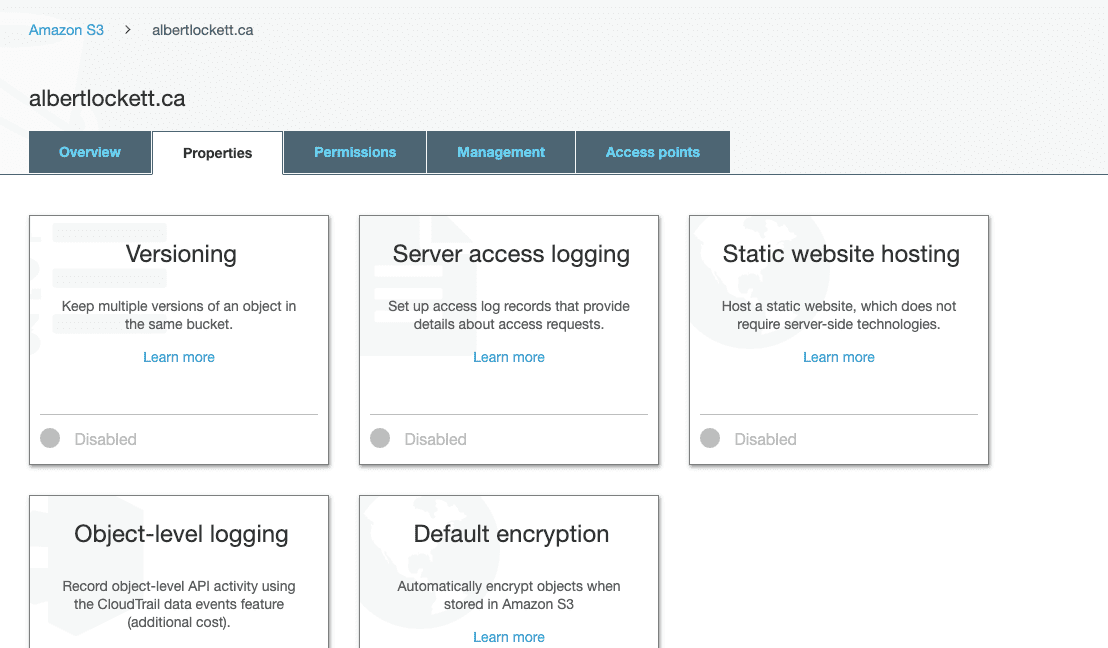 Amazon S3 > albertlockett.ca
albertlockett.ca
Overview Properties Permissions Management Access points
Versioning
Keep multiple versions of an object in
the same bucket.
Learn more
Disabled
Server access logging
Set up access log records that provide
details about access requests.
Learn more
Disabled
Static website hosting
Host a static website, which does not
require server-side technologies.
Learn more
Disabled
Object-level logging
Record object-level API activity using
the CloudTrail data events feature
(additional cost).
Default encryption
Automatically encrypt objects when
stored in Amazon S3
Learn more